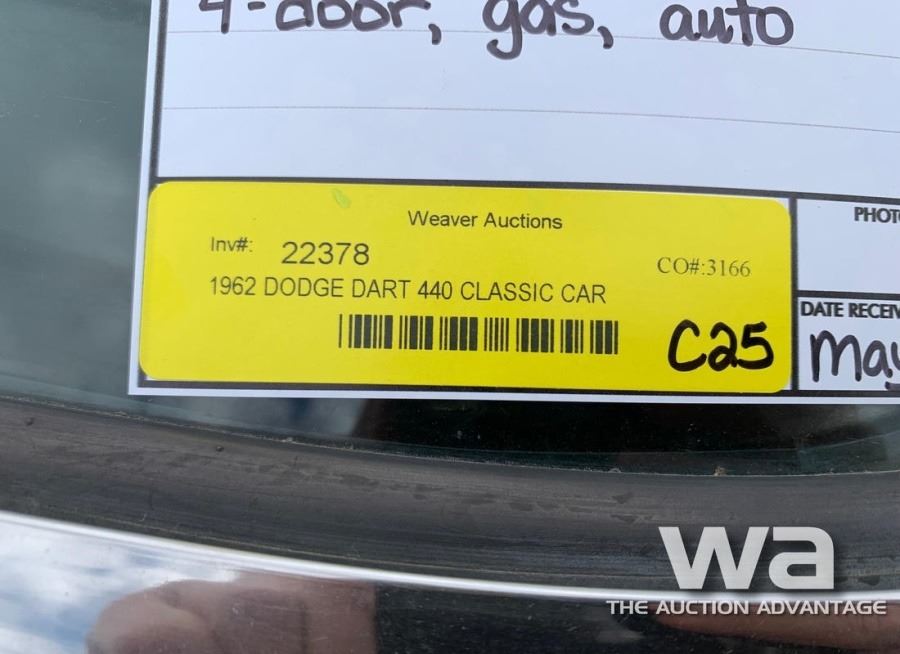 4-door, gas, auto
Weaver Auctions
Inv#: 22378
CO#:3166
1962 DODGE DART 440 CLASSIC CAR
C25
PHOTO
DATE RECEIV
May
wa
THE AUCTION ADVANTAGE